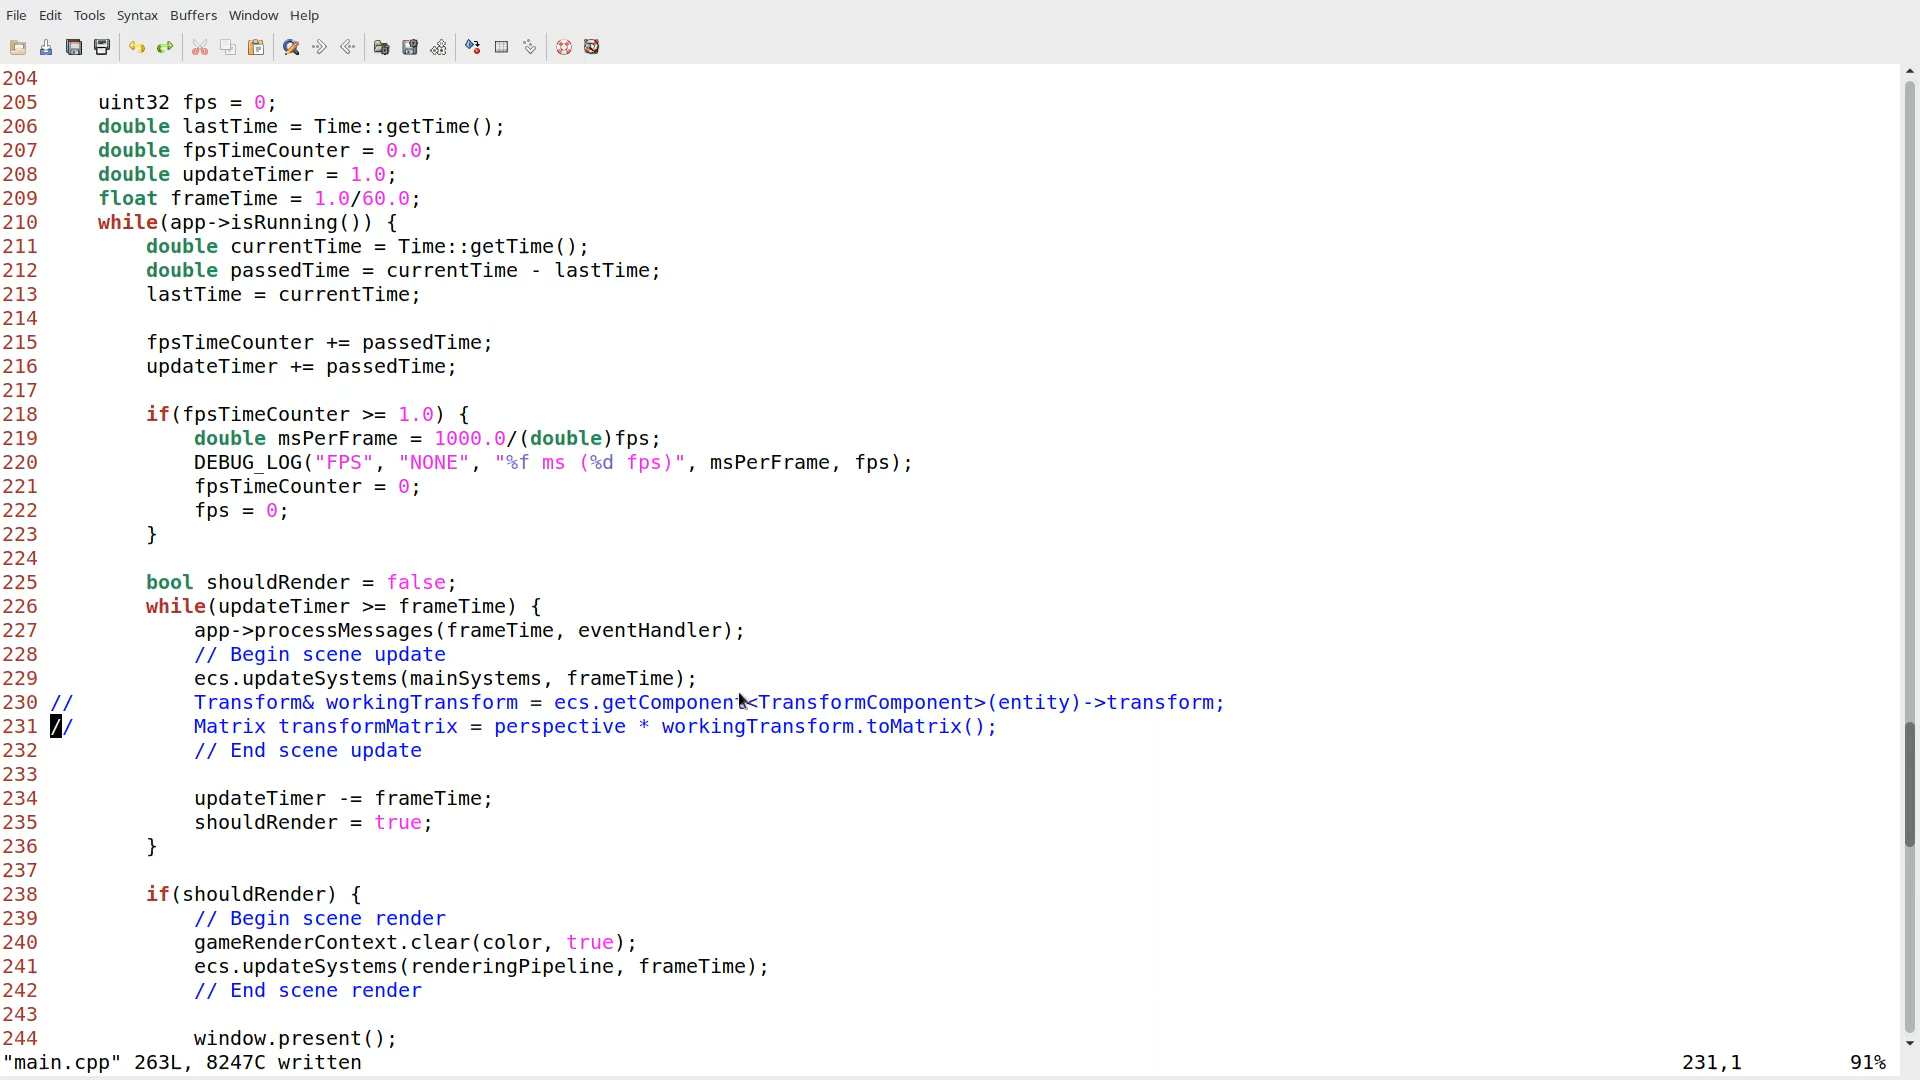 File Edit Tools Syntax Buffers Window Help
204
205     uint32 fps = 0;
206     double lastTime = Time::getTime();
207     double fpsTimeCounter = 0.0;
208     double updateTimer = 1.0;
209     float frameTime = 1.0/60.0;
210     while(app->isRunning()) {
211         double currentTime = Time::getTime();
212         double passedTime = currentTime - lastTime;
213         lastTime = currentTime;
214
215         fpsTimeCounter += passedTime;
216         updateTimer += passedTime;
217
218         if(fpsTimeCounter >= 1.0) {
219             double msPerFrame = 1000.0/(double)fps;
220             DEBUG_LOG("FPS", "NONE", "%f ms (%d fps)", msPerFrame, fps);
221             fpsTimeCounter = 0;
222             fps = 0;
223         }
224
225         bool shouldRender = false;
226         while(updateTimer >= frameTime) {
227             app->processMessages(frameTime, eventHandler);
228             // Begin scene update
229             ecs.updateSystems(mainSystems, frameTime);
230 //          Transform& workingTransform = ecs.getComponent<TransformComponent>(entity)->transform;
231 //          Matrix transformMatrix = perspective * workingTransform.toMatrix();
232             // End scene update
233
234             updateTimer -= frameTime;
235             shouldRender = true;
236         }
237
238         if(shouldRender) {
239             // Begin scene render
240             gameRenderContext.clear(color, true);
241             ecs.updateSystems(renderingPipeline, frameTime);
242             // End scene render
243
244             window.present();
"main.cpp" 263L, 8247C written 231,1 91%